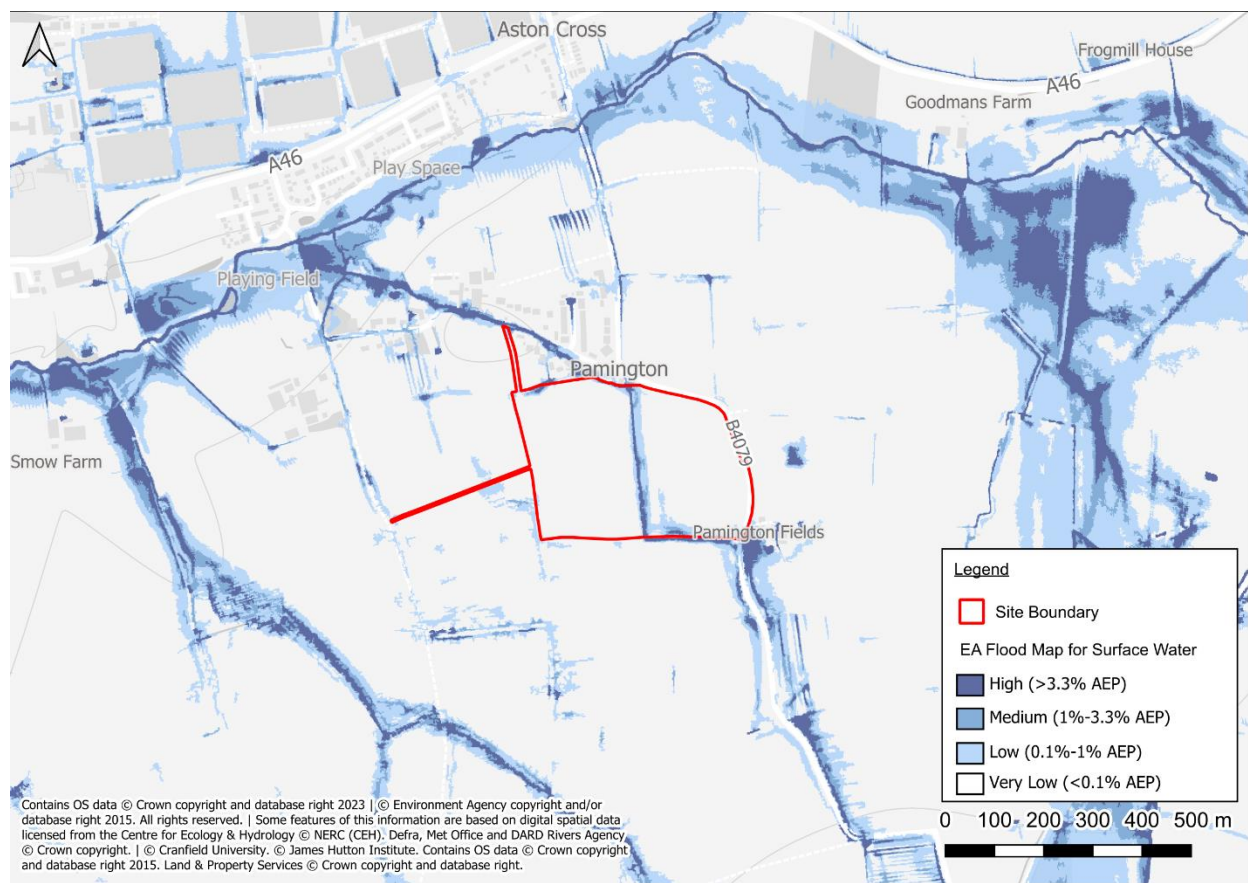 Aston Cross
Frogmill House
A46
Goodmans Farm
A46
Play Space
Playing Field
Pamington
B4079
Smow Farm
Pamington Fields
Legend
Site Boundary
EA Flood Map for Surface Water
High (>3.3% AEP)
Medium (1%-3.3% AEP)
Low (0.1%-1% AEP)
Very Low (<0.1% AEP)
0 100 200 300 400 500 m
Contains OS data © Crown copyright and database right 2023 | © Environment Agency copyright and/or
database right 2015. All rights reserved. | Some features of this information are based on digital spatial data
licensed from the Centre for Ecology & Hydrology © NERC (CEH). Defra, Met Office and DARD Rivers Agency
© Crown copyright. | © Cranfield University. © James Hutton Institute. Contains OS data © Crown copyright
and database right 2015. Land & Property Services © Crown copyright and database right.